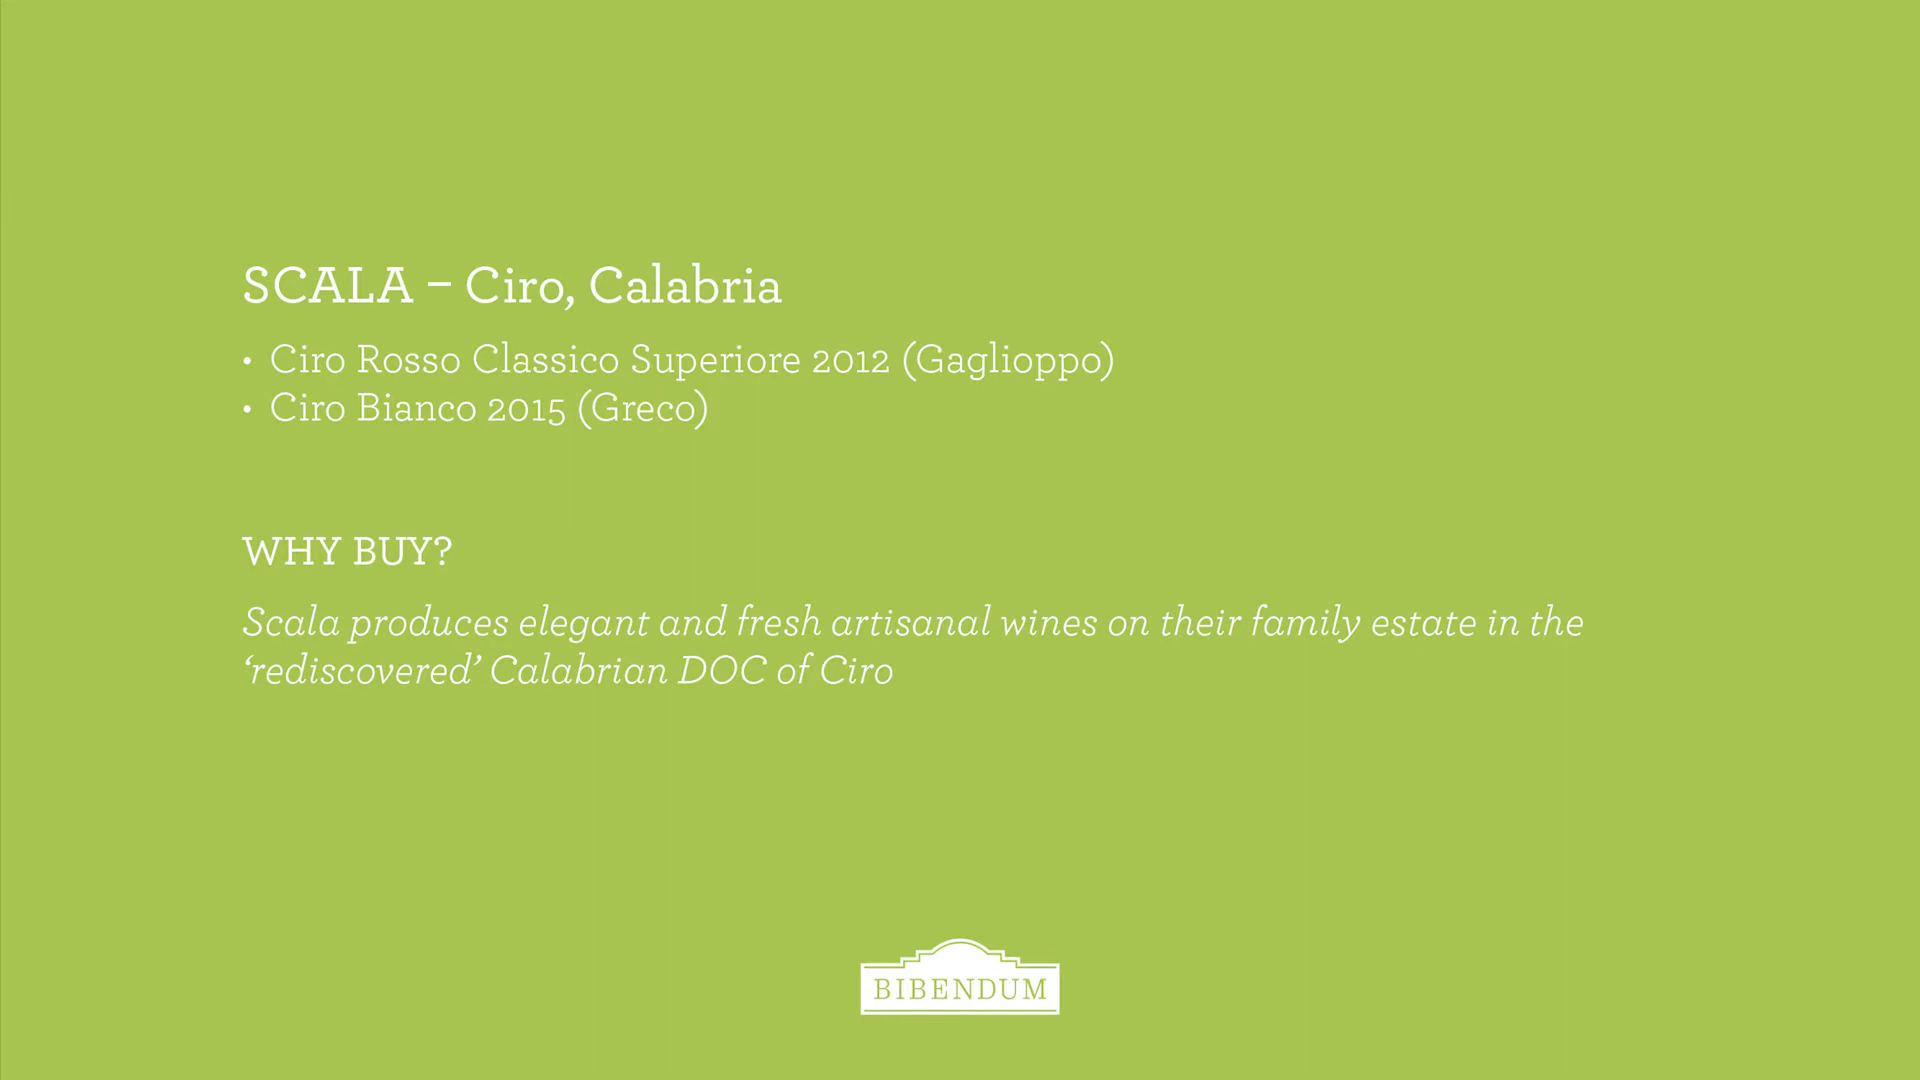 SCALA – Ciro, Calabria
• Ciro Rosso Classico Superiore 2012 (Gaglioppo)
• Ciro Bianco 2015 (Greco)
WHY BUY?
Scala produces elegant and fresh artisanal wines on their family estate in the
‘rediscovered’ Calabrian DOC of Ciro
BIBENDUM